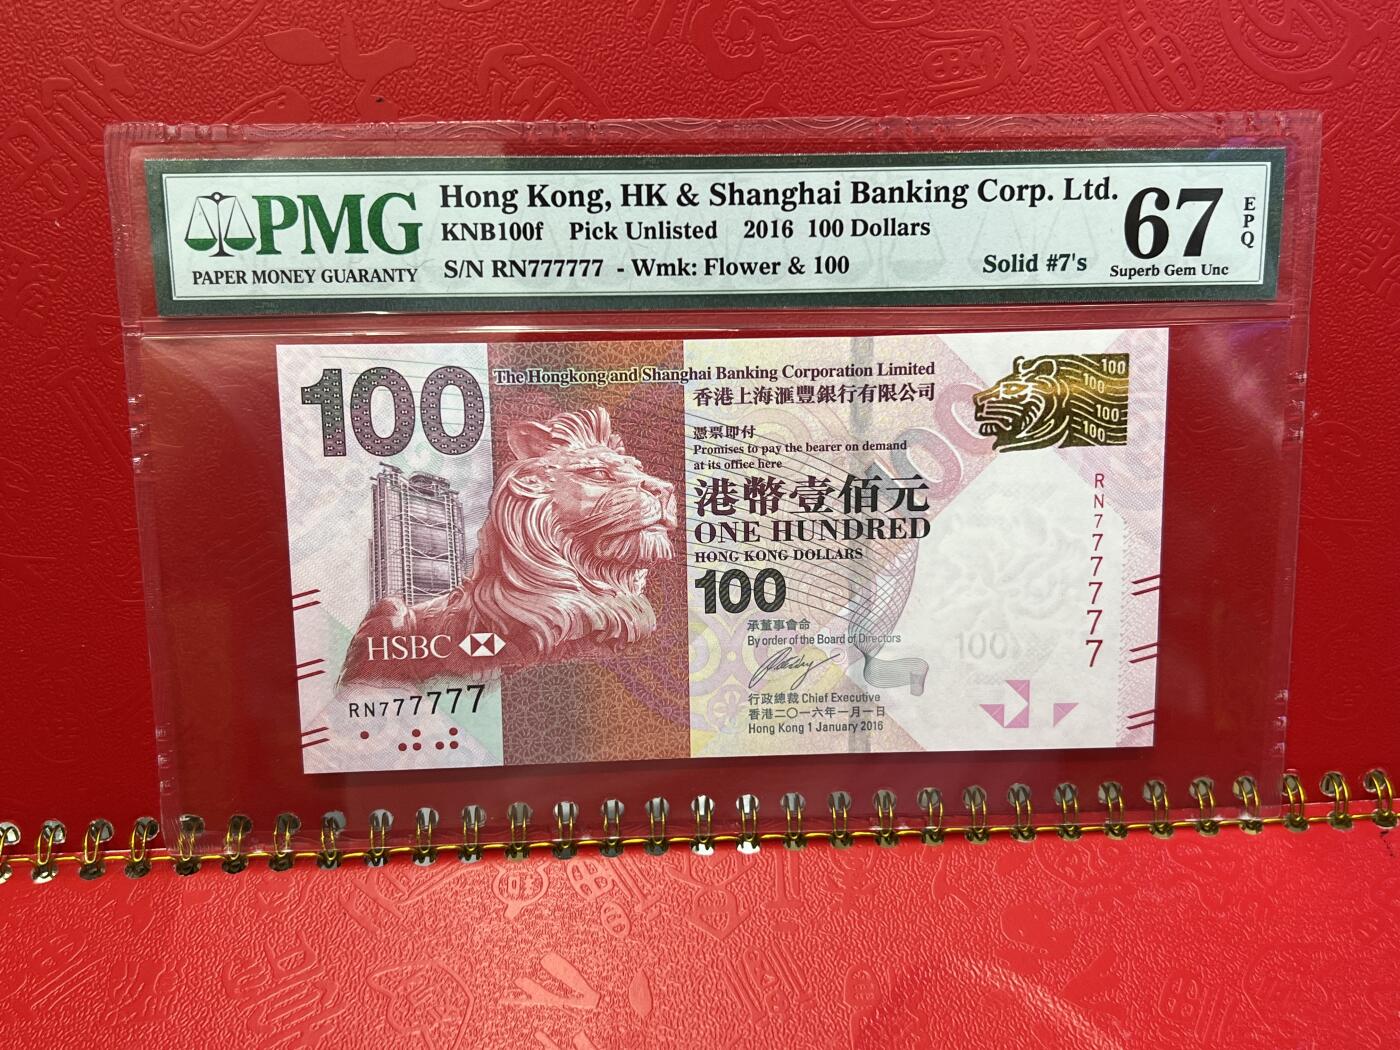 PMG
PAPER MONEY GUARANTY
Hong Kong, HK & Shanghai Banking Corp. Ltd.
KNB100f Pick Unlisted 2016 100 Dollars
S/N RN777777 - Wmk: Flower & 100
Solid #7's
67
EPQ
Superb Gem Unc
100
The Hongkong and Shanghai Banking Corporation Limited
香港上海滙豐銀行有限公司
憑票即付
Promises to pay the bearer on demand
at its office here
港幣壹佰元
ONE HUNDRED
HONG KONG DOLLARS
100
承董事會命
By order of the Board of Directors
行政總裁 Chief Executive
香港二〇一六年一月一日
Hong Kong 1 January 2016
HSBC
RN777777
100
100
100
100
100
RN777777
100